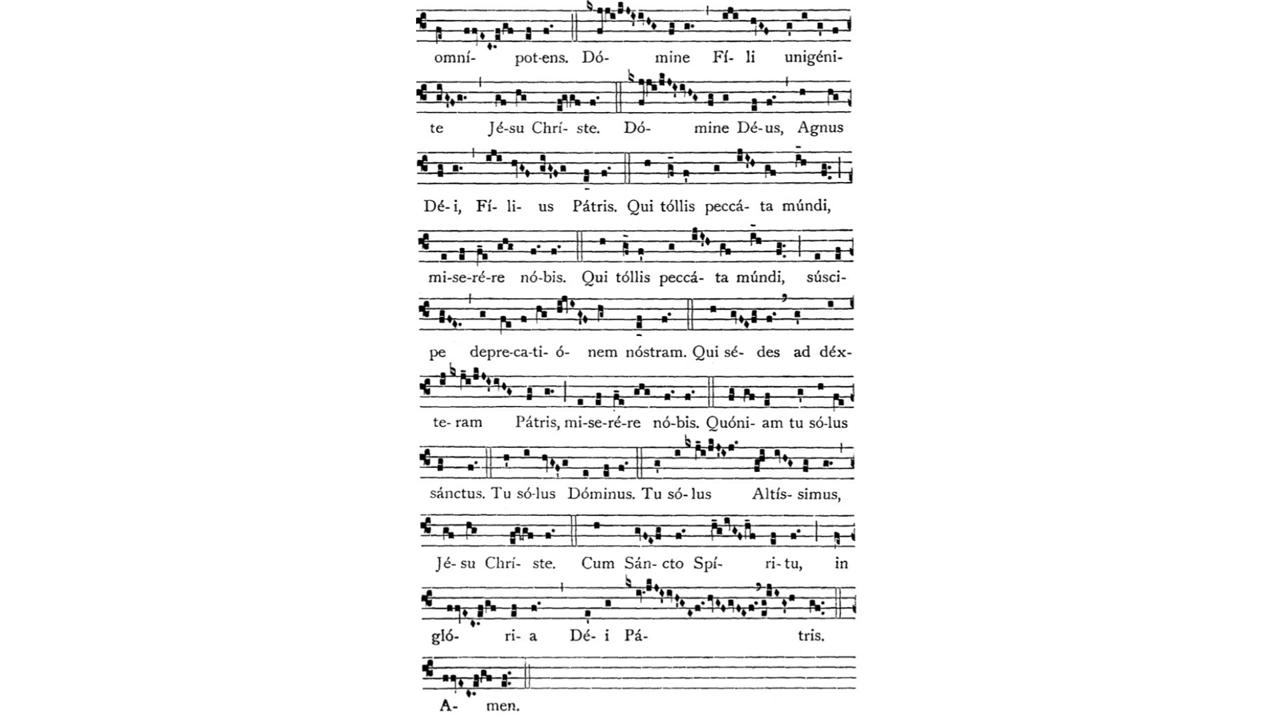 omní- pot-ens. Dó- mine Fí- li unigéni-
te Jé-su Chrí- ste. Dó- mine Dé-us, Agnus
Dé- i, Fí- li- us Pátris. Qui tóllis peccá- ta múndi,
mi-se-ré-re nó-bis. Qui tóllis peccá- ta múndi, súsci-
pe depre-ca-ti- ó- nem nóstram. Qui sé- des ad déx-
te- ram Pátris, mi-se-ré-re nó-bis. Quóni- am tu só-lus
sánctus. Tu só-lus Dóminus. Tu só- lus Altís- simus,
Jé- su Chrí- ste. Cum Sán- cto Spí- ri- tu, in
gló- ri- a Dé- i Pá- tris.
A- men.